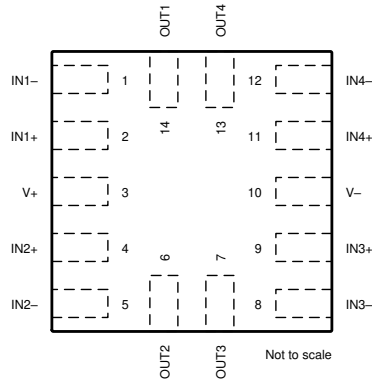 OUT1
OUT4
IN1–
1
12
IN4–
14
13
IN1+
2
11
IN4+
V+
3
10
V–
IN2+
4
6
7
9
IN3+
IN2–
5
8
IN3–
OUT2
OUT3
Not to scale